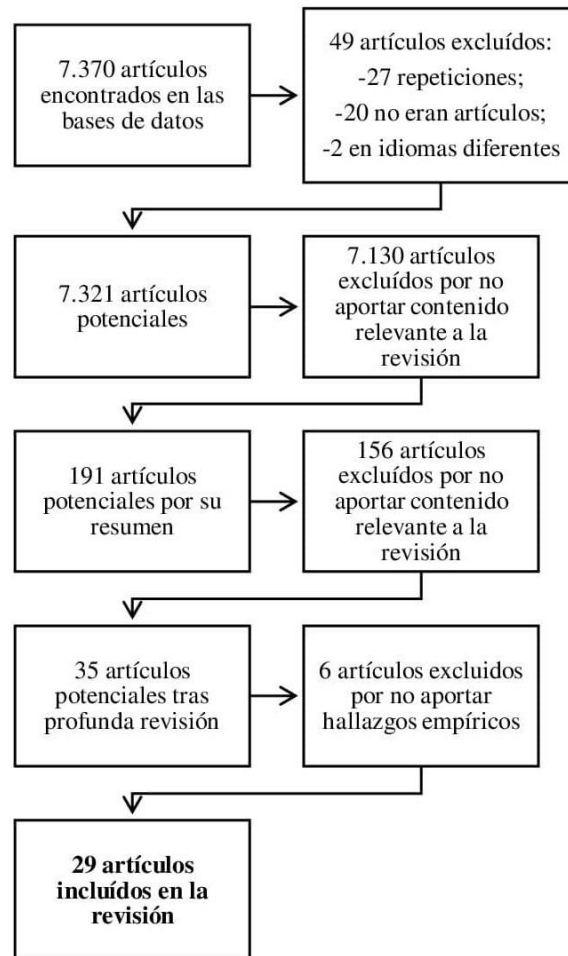 7.370 artículos
encontrados en las
bases de datos
49 artículos excluídos:
-27 repeticiones;
-20 no eran artículos;
-2 en idiomas diferentes
7.321 artículos
potenciales
7.130 artículos
excluídos por no
aportar contenido
relevante a la
revisión
191 artículos
potenciales por su
resumen
156 artículos
excluídos por no
aportar contenido
relevante a la
revisión
35 artículos
potenciales tras
profunda revisión
6 artículos excluidos
por no aportar
hallazgos empíricos
29 artículos
incluídos en la
revisión